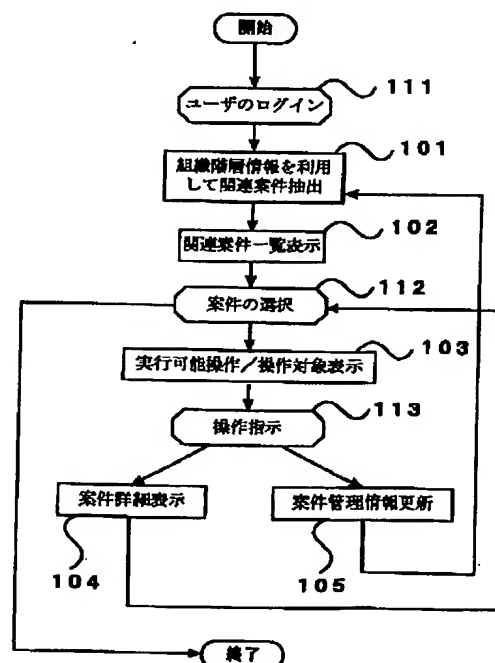 開始
ユーザのログイン
111
組織階層情報を利用
して関連案件抽出
101
関連案件一覧表示
102
案件の選択
112
実行可能操作/操作対象表示
103
操作指示
113
案件詳細表示
104
案件管理情報更新
105
終了